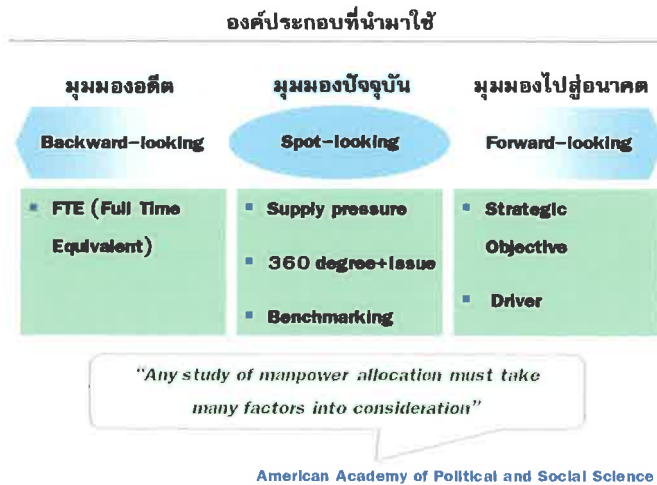 องค์ประกอบที่นำมาใช้
มุมมองอดีต
Backward-looking
FTE (Full Time
Equivalent)
มุมมองปัจจุบัน
Spot-looking
Supply pressure
360 degree+Issue
Benchmarking
มุมมองไปสู่อนาคต
Forward-looking
Strategic
Objective
Driver
"Any study of manpower allocation must take
many factors into consideration"
American Academy of Political and Social Science